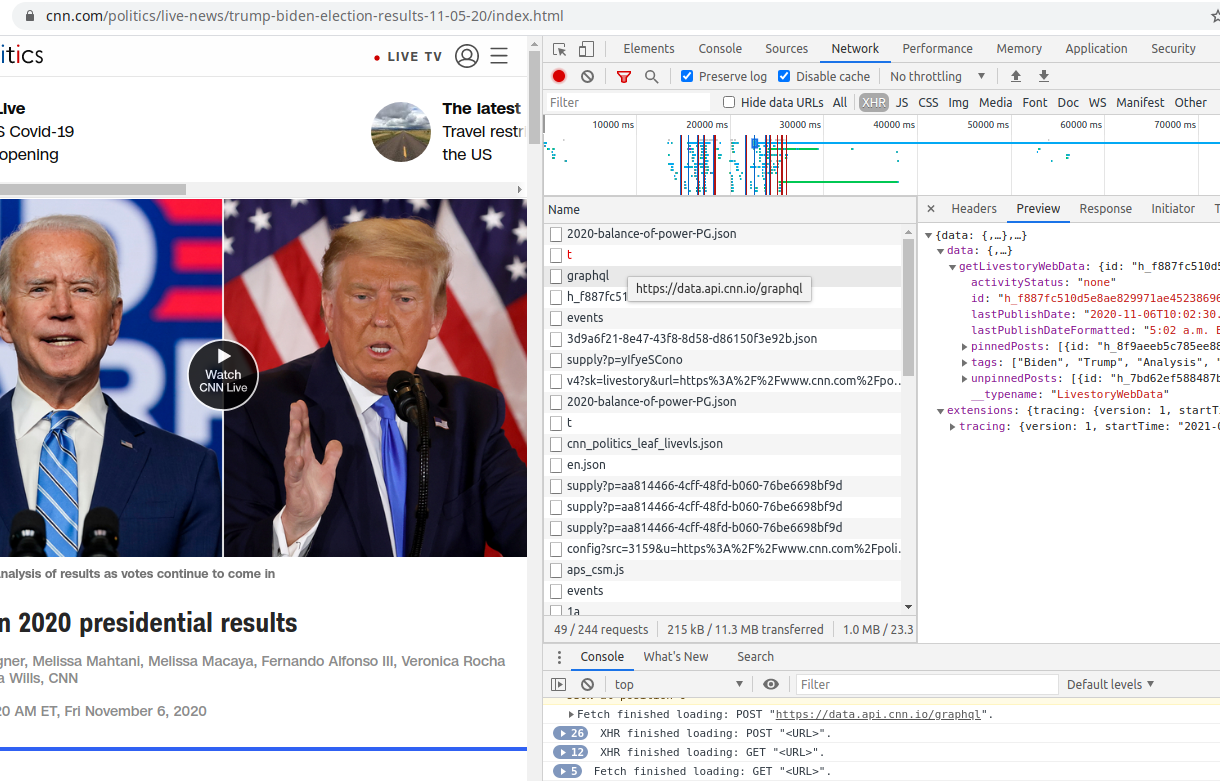 cnn.com/politics/live-news/trump-biden-election-results-11-05-20/index.html
itics
LIVE TV
Live
S Covid-19
opening
The latest
Travel restr
the US
Watch
CNN Live
nalysis of results as votes continue to come in
n 2020 presidential results
gner, Melissa Mahtani, Melissa Macaya, Fernando Alfonso III, Veronica Rocha
a Wills, CNN
20 AM ET, Fri November 6, 2020
Elements Console Sources Network Performance Memory Application Security
Preserve log Disable cache No throttling
Filter Hide data URLs All XHR JS CSS Img Media Font Doc WS Manifest Other
10000 ms 20000 ms 30000 ms 40000 ms 50000 ms 60000 ms 70000 ms
Name
2020-balance-of-power-PG.json
t
graphql
https://data.api.cnn.io/graphql
h_f887fc51
events
3d9a6f21-8e47-43f8-8d58-d86150f3e92b.json
supply?p=yIfyeSCono
v4?sk=livestory&url=https%3A%2F%2Fwww.cnn.com%2Fpo...
2020-balance-of-power-PG.json
t
cnn_politics_leaf_livevls.json
en.json
supply?p=aa814466-4cff-48fd-b060-76be6698bf9d
supply?p=aa814466-4cff-48fd-b060-76be6698bf9d
supply?p=aa814466-4cff-48fd-b060-76be6698bf9d
config?src=3159&u=https%3A%2F%2Fwww.cnn.com%2Fpoli...
aps_csm.js
events
1a
49 / 244 requests 215 kB / 11.3 MB transferred 1.0 MB / 23.3
× Headers Preview Response Initiator T
{data: {,…},…}
data: {,…}
getLivestoryWebData: {id: "h_f887fc510d5
activityStatus: "none"
id: "h_f887fc510d5e8ae829971ae45238696
lastPublishDate: "2020-11-06T10:02:30.
lastPublishDateFormatted: "5:02 a.m. E
pinnedPosts: [{id: "h_8f9aeeb5c785ee88
tags: ["Biden", "Trump", "Analysis", "
unpinnedPosts: [{id: "h_7bd62ef588487b
__typename: "LivestoryWebData"
extensions: {tracing: {version: 1, startT
tracing: {version: 1, startTime: "2021-0
Console What's New Search
top Filter Default levels
Fetch finished loading: POST "https://data.api.cnn.io/graphql".
26 XHR finished loading: POST "<URL>".
12 XHR finished loading: GET "<URL>".
5 Fetch finished loading: GET "<URL>".